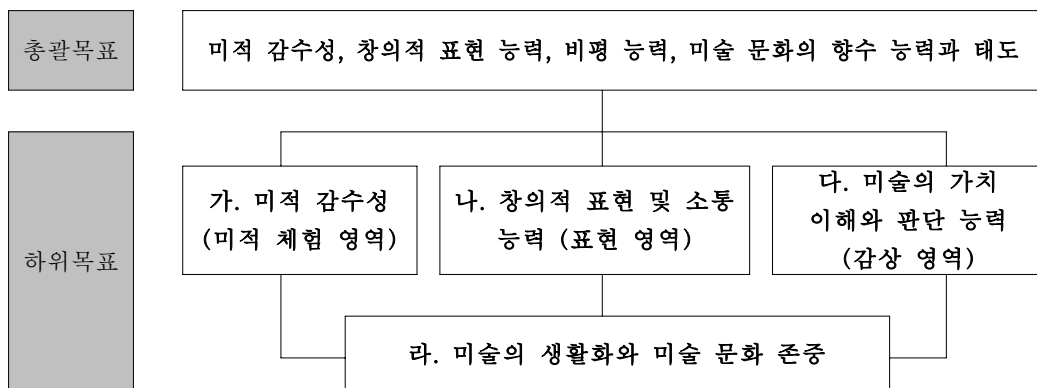 총괄목표
미적 감수성, 창의적 표현 능력, 비평 능력, 미술 문화의 향수 능력과 태도
하위목표
가. 미적 감수성
(미적 체험 영역)
나. 창의적 표현 및 소통
능력 (표현 영역)
다. 미술의 가치
이해와 판단 능력
(감상 영역)
라. 미술의 생활화와 미술 문화 존중